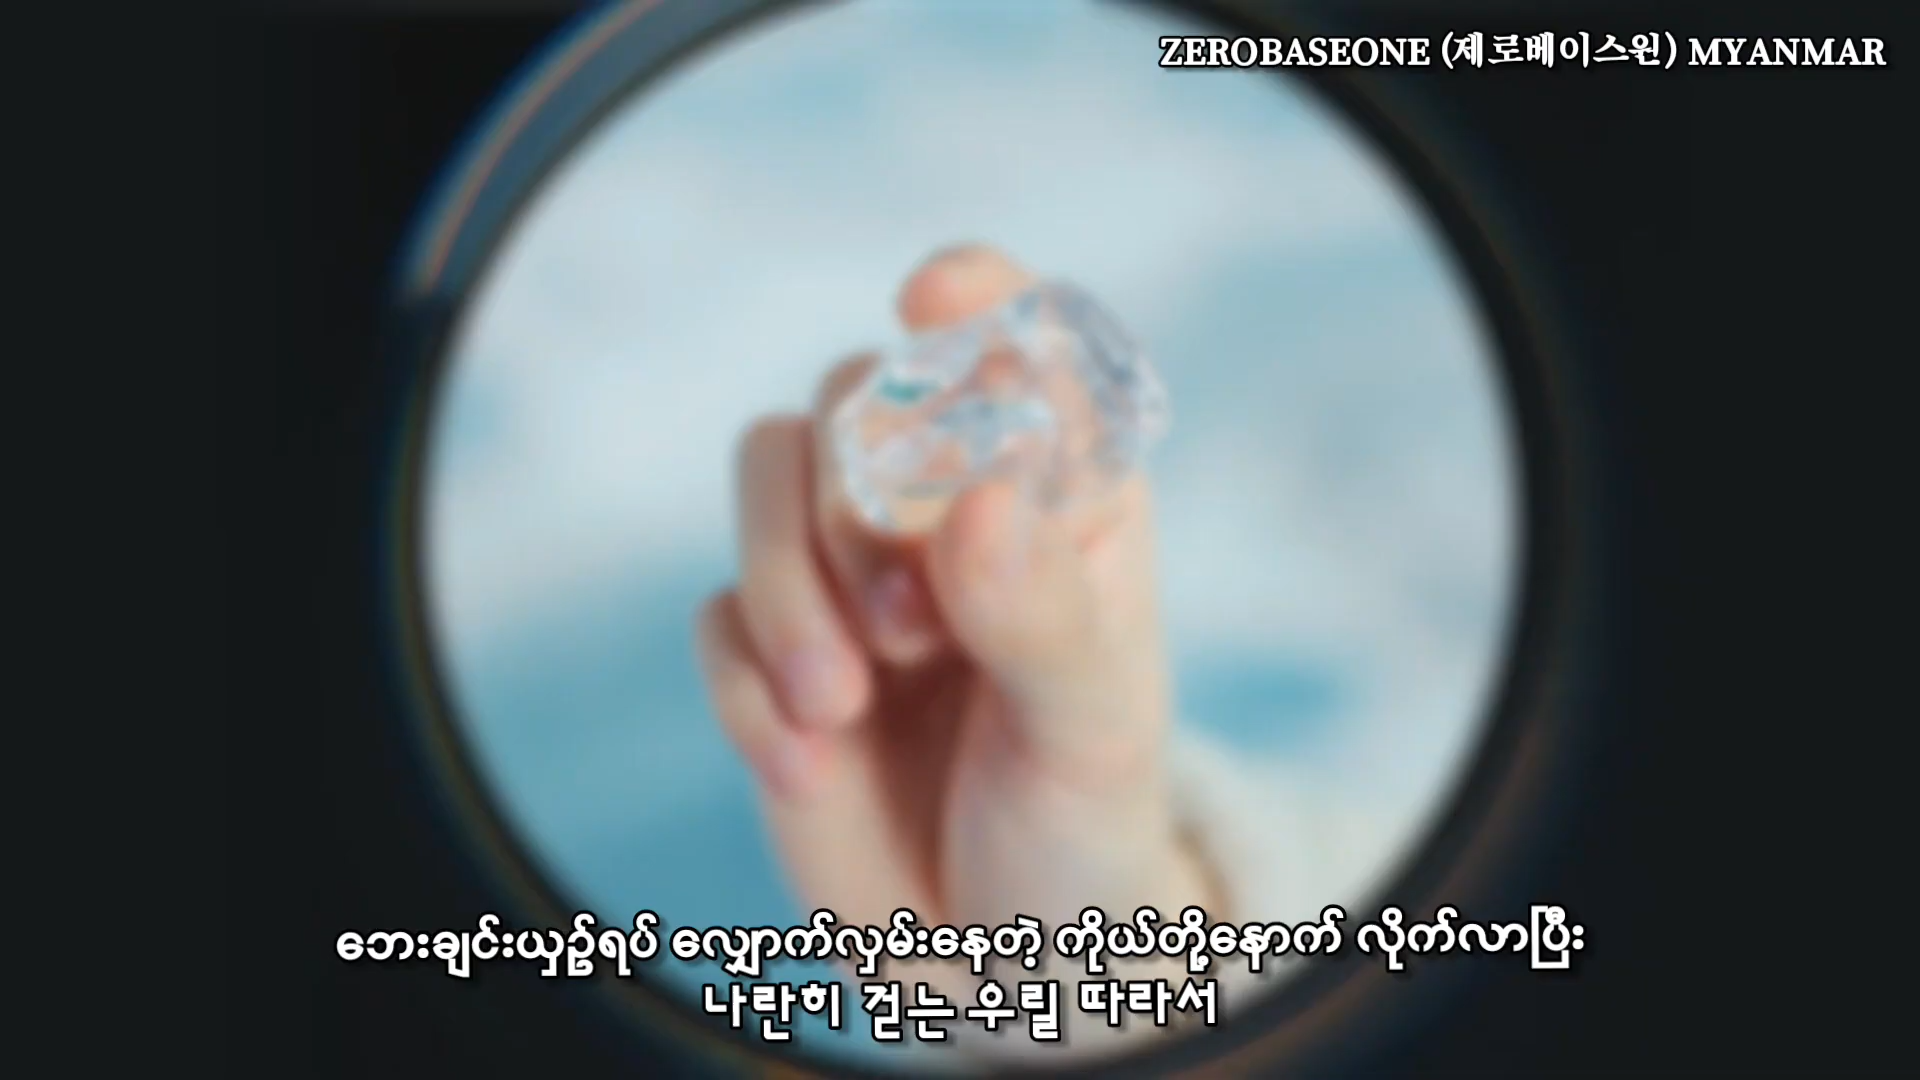 ZEROBASEONE (제로베이스원) MYANMAR
ဘေးချင်းယှဥ်ရပ် လျှောက်လှမ်းနေတဲ့ ကိုယ်တို့နောက် လိုက်လာပြီး
나란히 걷는 우릴 따라서